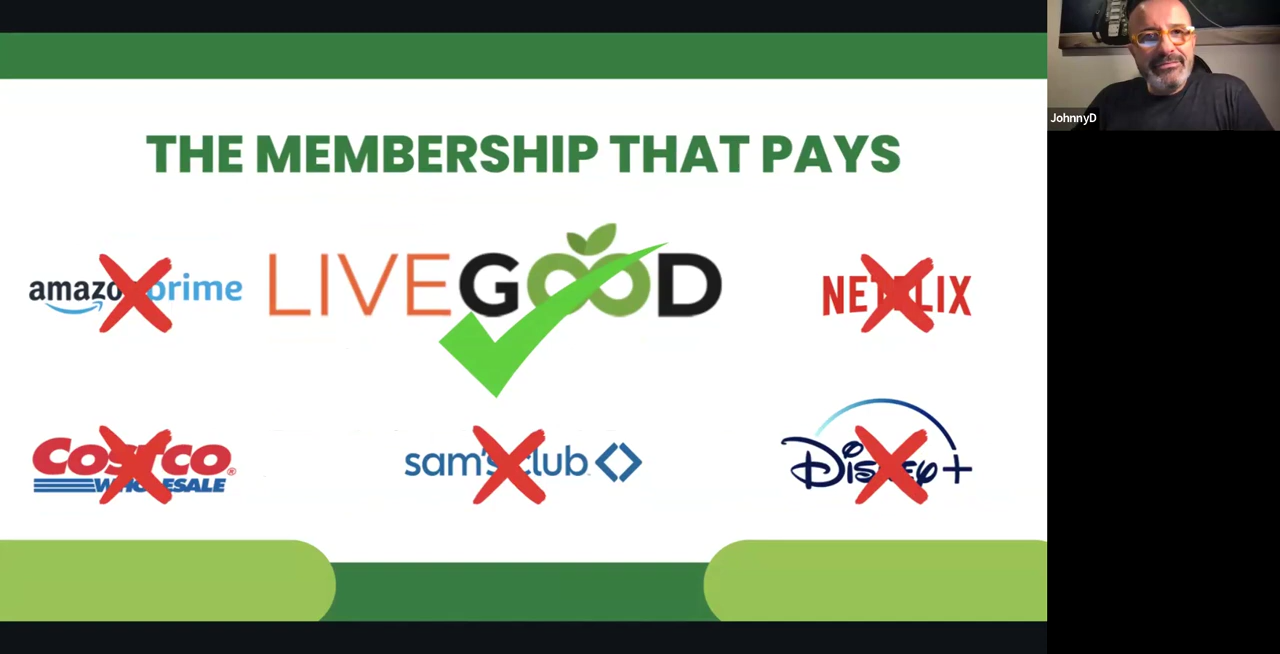 THE MEMBERSHIP THAT PAYS
JohnnyD
LIVEGOOD
amazon prime
NETFLIX
COSTCO
WHOLESALE
sam's club
Disney+